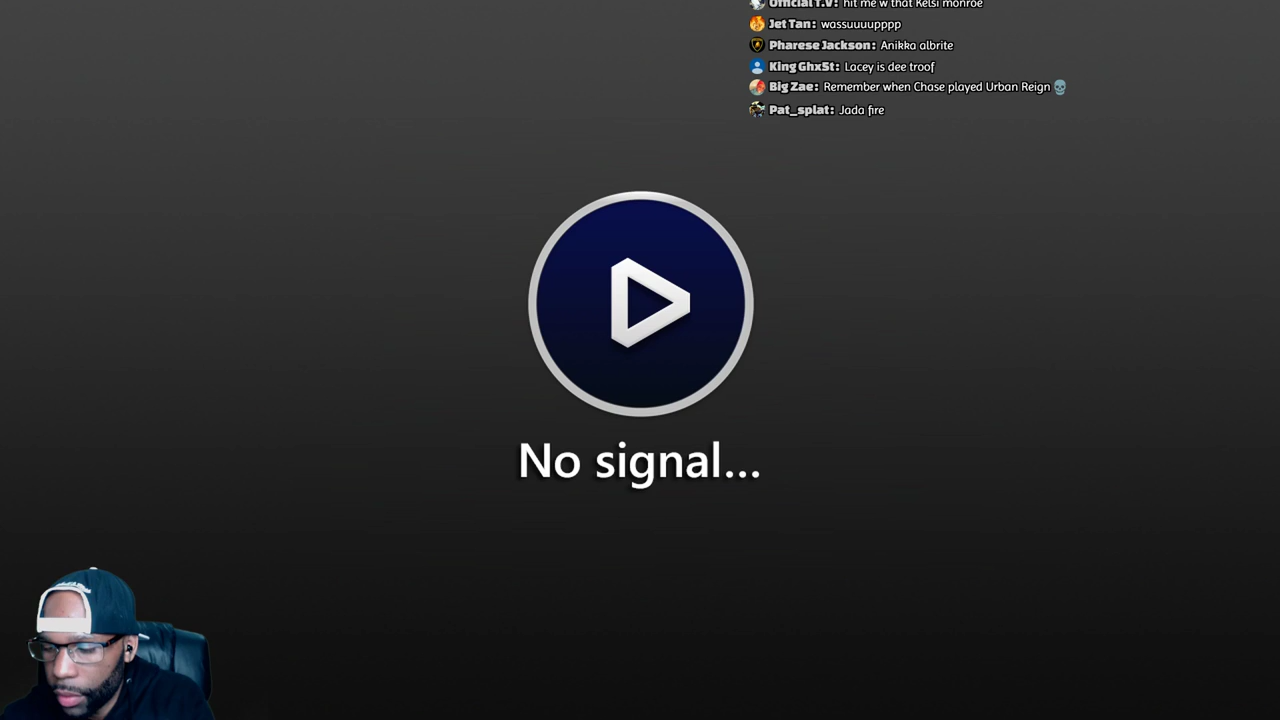 Official T.V: hit me w that Kelsi monroe
Jet Tan: wassuuuupppp
Pharese Jackson: Anikka albrite
King GhxSt: Lacey is dee troof
Big Zae: Remember when Chase played Urban Reign 💀
Pat_splat: Jada fire
No signal...